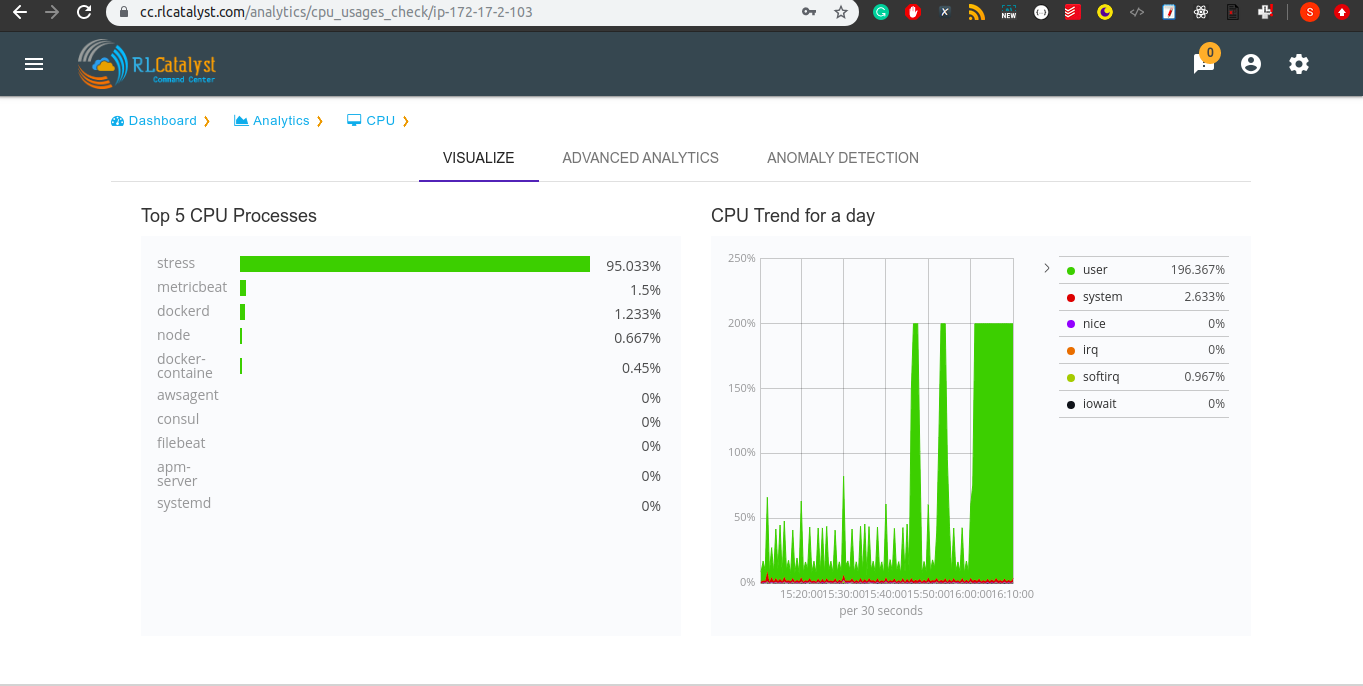 cc.rlcatalyst.com/analytics/cpu_usages_check/ip-172-17-2-103
NEW
S
RLCatalyst
Command Center
0
Dashboard
Analytics
CPU
VISUALIZE
ADVANCED ANALYTICS
ANOMALY DETECTION
Top 5 CPU Processes
stress 95.033%
metricbeat 1.5%
dockerd 1.233%
node 0.667%
docker-
containe 0.45%
awsagent 0%
consul 0%
filebeat 0%
apm-
server 0%
systemd 0%
CPU Trend for a day
250%
200%
150%
100%
50%
0%
15:20:00 15:30:00 15:40:00 15:50:00 16:00:00 16:10:00
per 30 seconds
user 196.367%
system 2.633%
nice 0%
irq 0%
softirq 0.967%
iowait 0%